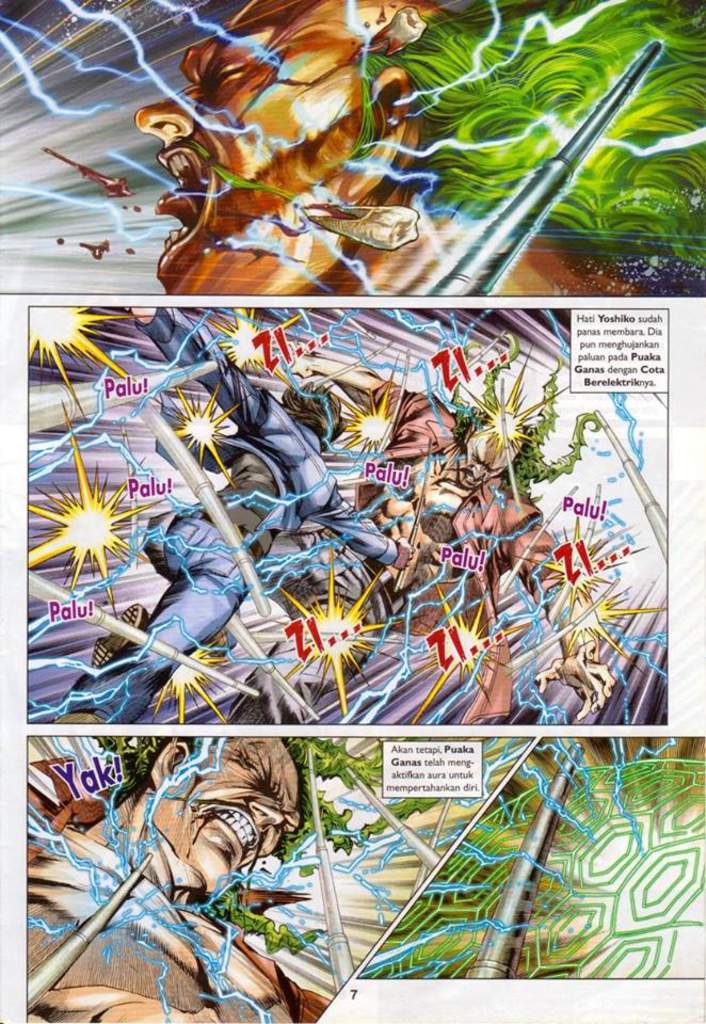 Hati Yoshiko sudah
panas membara. Dia
pun menghujankan
paluan pada Puaka
Ganas dengan Cota
Berelektriknya.
ZI...
ZI...
Palu!
Palu!
Palu!
Palu!
Palu!
ZI...
Palu!
ZI...
ZI...
Yak!
Akan tetapi, Puaka
Ganas telah meng-
aktifkan aura untuk
mempertahankan diri.
7